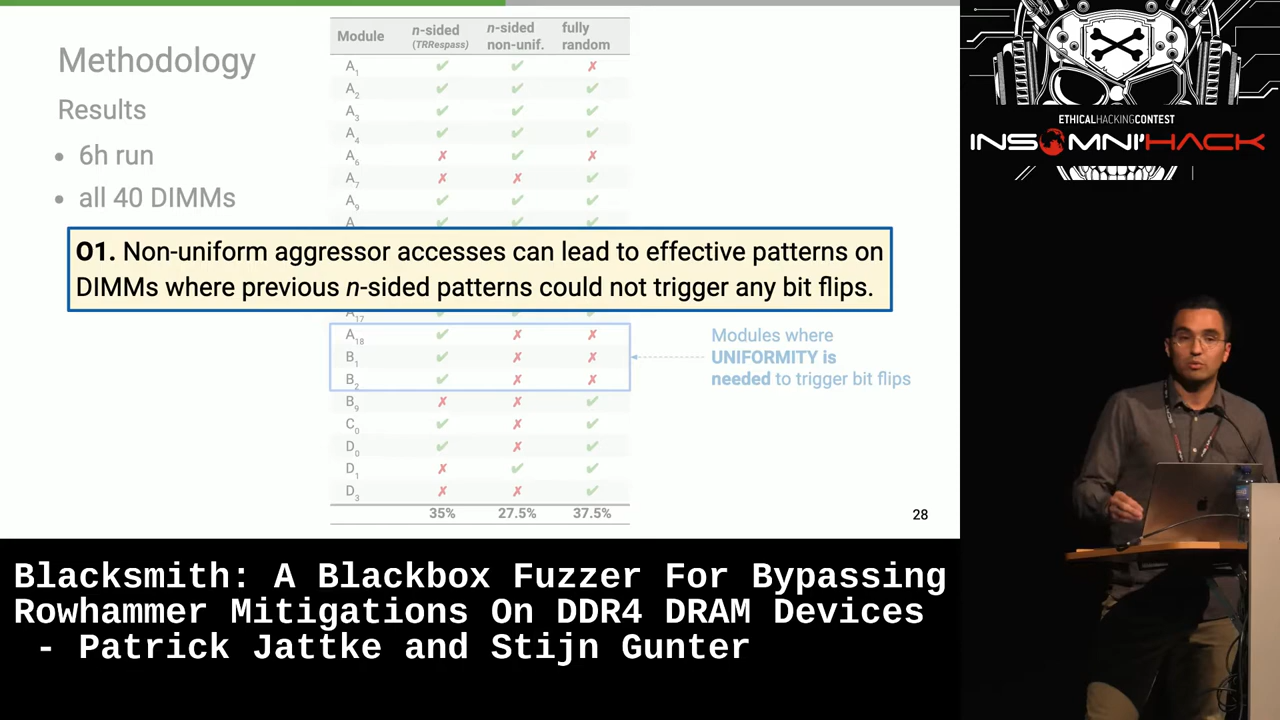 Methodology
Results
• 6h run
• all 40 DIMMs
Module n-sided (TRRespass) n-sided non-unif. fully random
A1 ✓ ✓ ✗
A2 ✓ ✓ ✓
A3 ✓ ✓ ✓
A4 ✓ ✓ ✓
A6 ✗ ✓ ✗
A7 ✗ ✗ ✓
A9 ✓ ✓ ✓
A ✓ ✓ ✓
O1. Non-uniform aggressor accesses can lead to effective patterns on
DIMMs where previous n-sided patterns could not trigger any bit flips.
A17
A18 ✓ ✗ ✗
B1 ✓ ✗ ✗
B2 ✓ ✗ ✗
B9 ✗ ✗ ✓
C0 ✓ ✗ ✓
D0 ✓ ✗ ✓
D1 ✗ ✓ ✓
D3 ✗ ✗ ✓
35% 27.5% 37.5%
Modules where
UNIFORMITY is
needed to trigger bit flips
28
ETHICALHACKINGCONTEST
INSOMNI'HACK
Blacksmith: A Blackbox Fuzzer For Bypassing
Rowhammer Mitigations On DDR4 DRAM Devices
- Patrick Jattke and Stijn Gunter